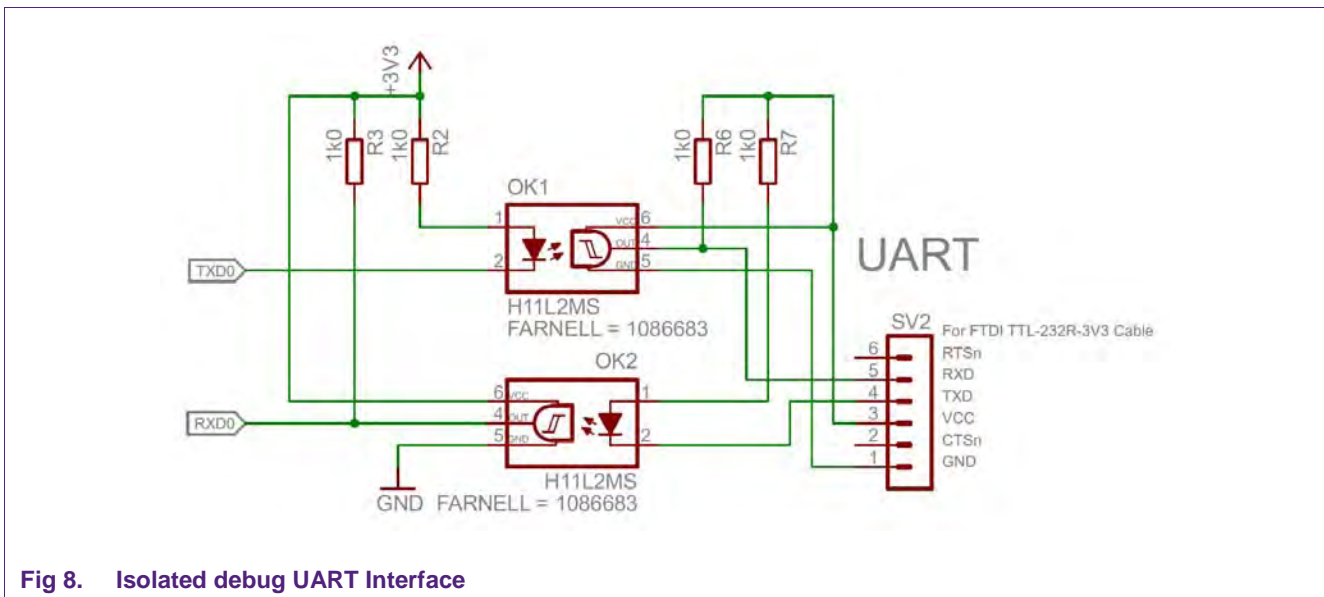 +3V3
1k0
R3
1k0
R2
1k0
R6
1k0
R7
OK1
1
2
VCC 6
OUT 4
GND 5
TXD0
H11L2MS
FARNELL = 1086683
UART
SV2
For FTDI TTL-232R-3V3 Cable
6 RTSn
5 RXD
4 TXD
3 VCC
2 CTSn
1 GND
OK2
6 VCC
4 OUT
5 GND
1
2
RXD0
GND
H11L2MS
FARNELL = 1086683
Fig 8. Isolated debug UART Interface